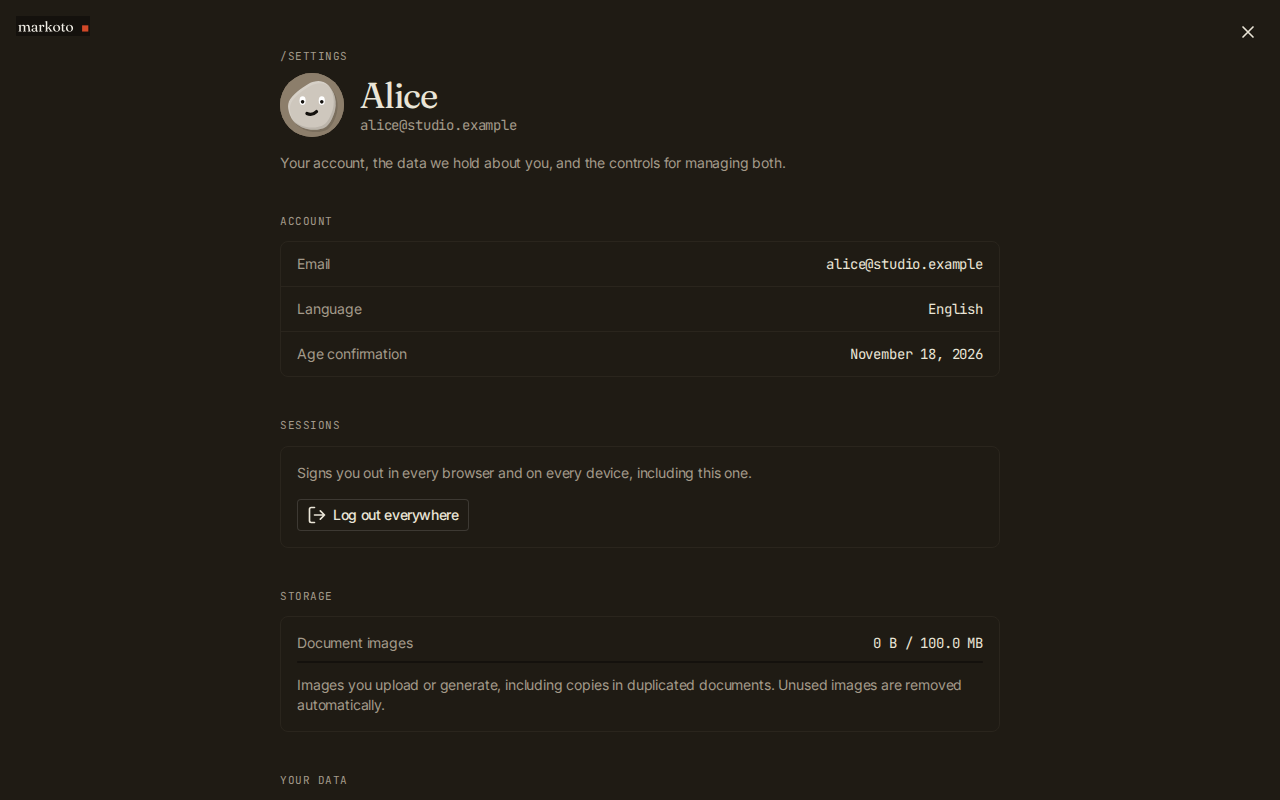 markoto
/SETTINGS
Alice
alice@studio.example
Your account, the data we hold about you, and the controls for managing both.
ACCOUNT
Email alice@studio.example
Language English
Age confirmation November 18, 2026
SESSIONS
Signs you out in every browser and on every device, including this one.
Log out everywhere
STORAGE
Document images 0 B / 100.0 MB
Images you upload or generate, including copies in duplicated documents. Unused images are removed
automatically.
YOUR DATA